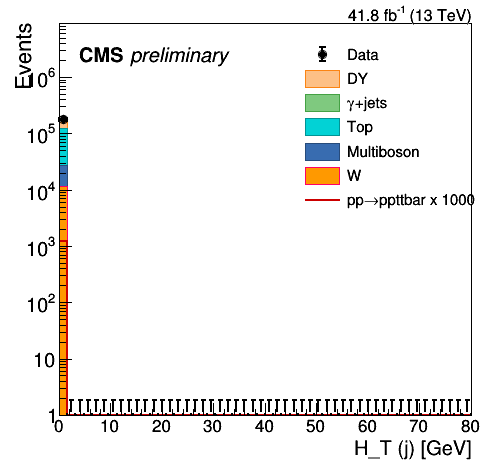 41.8 fb⁻¹ (13 TeV)
Events
CMS preliminary
Data
DY
γ+jets
Top
Multiboson
W
pp→ppttbar x 1000
10⁶
10⁵
10⁴
10³
10²
10
1
0 10 20 30 40 50 60 70 80
H_T (j) [GeV]